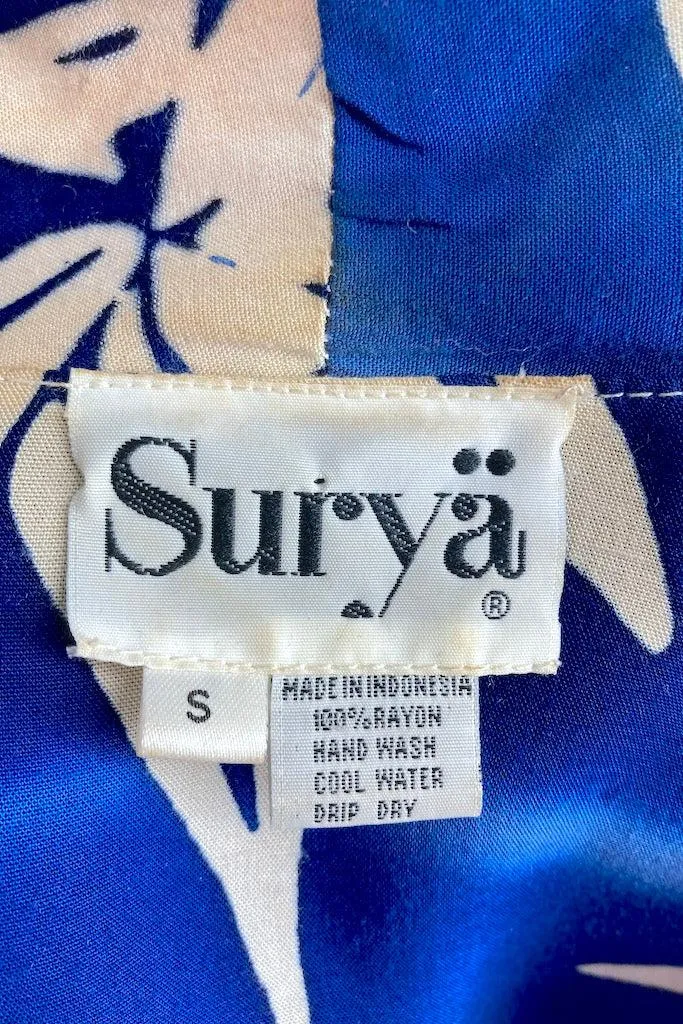 Suryä
®
S
MADE IN INDONESIA
100% RAYON
HAND WASH
COOL WATER
DRIP DRY